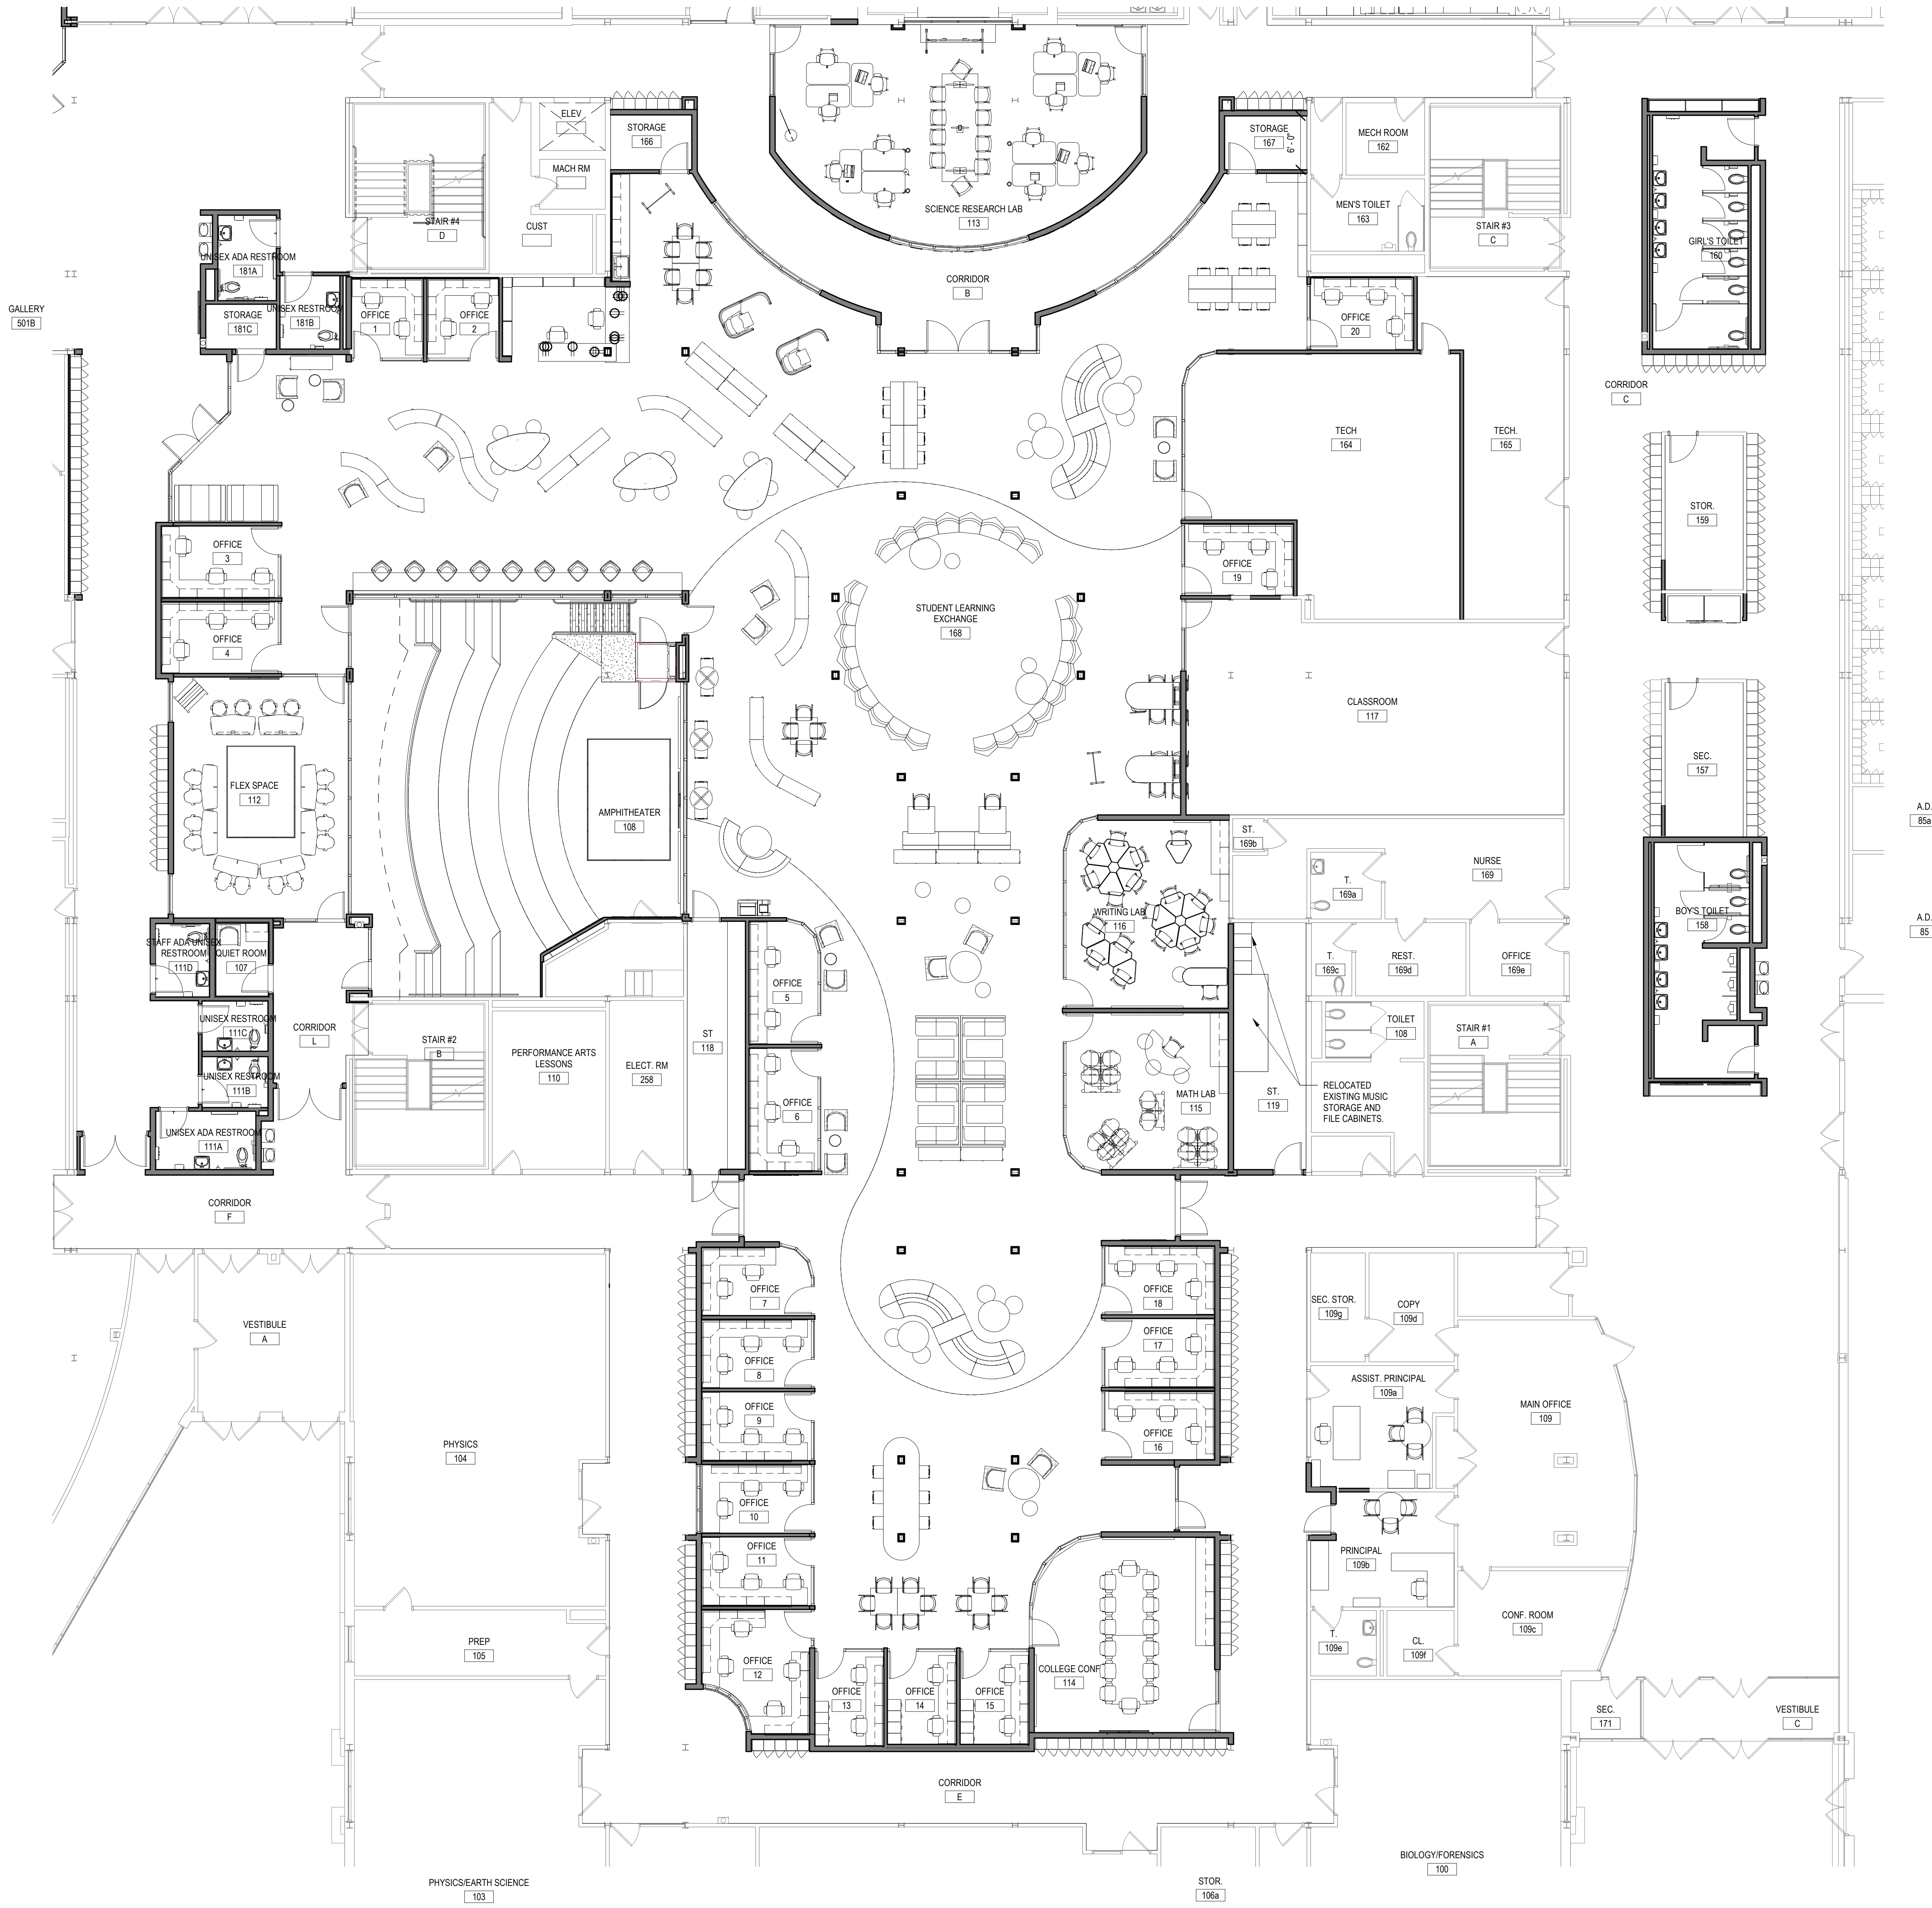 ELEV
STORAGE
166
MACH RM
STAIR #4
D
CUST
SCIENCE RESEARCH LAB
113
CORRIDOR
B
STORAGE
167
9'-0"
MECH ROOM
162
MEN'S TOILET
163
STAIR #3
C
GIRL'S TOILET
160
UNISEX ADA RESTROOM
181A
STORAGE
181C
UNISEX RESTROOM
181B
OFFICE
1
OFFICE
2
OFFICE
20
GALLERY
501B
CORRIDOR
C
TECH
164
TECH.
165
STOR.
159
OFFICE
3
OFFICE
4
OFFICE
19
STUDENT LEARNING
EXCHANGE
168
CLASSROOM
117
SEC.
157
FLEX SPACE
112
AMPHITHEATER
108
A.D.
85a
ST.
169b
NURSE
169
T.
169a
WRITING LAB
116
BOY'S TOILET
158
A.D.
85
STAFF ADA UNISEX
RESTROOM
111D
QUIET ROOM
107
T.
169c
REST.
169d
OFFICE
169e
OFFICE
5
UNISEX RESTROOM
111C
CORRIDOR
L
STAIR #2
B
PERFORMANCE ARTS
LESSONS
110
ELECT. RM
258
ST
118
TOILET
108
STAIR #1
A
UNISEX RESTROOM
111B
OFFICE
6
MATH LAB
115
ST.
119
RELOCATED
EXISTING MUSIC
STORAGE AND
FILE CABINETS.
UNISEX ADA RESTROOM
111A
CORRIDOR
F
OFFICE
7
OFFICE
18
SEC. STOR.
109g
COPY
109d
VESTIBULE
A
OFFICE
8
OFFICE
17
ASSIST. PRINCIPAL
109a
MAIN OFFICE
109
OFFICE
9
OFFICE
16
PHYSICS
104
OFFICE
10
OFFICE
11
PRINCIPAL
109b
PREP
105
CONF. ROOM
109c
T.
109e
CL.
109f
OFFICE
12
COLLEGE CONF
114
OFFICE
13
OFFICE
14
OFFICE
15
SEC.
171
VESTIBULE
C
CORRIDOR
E
BIOLOGY/FORENSICS
100
PHYSICS/EARTH SCIENCE
103
STOR.
106a